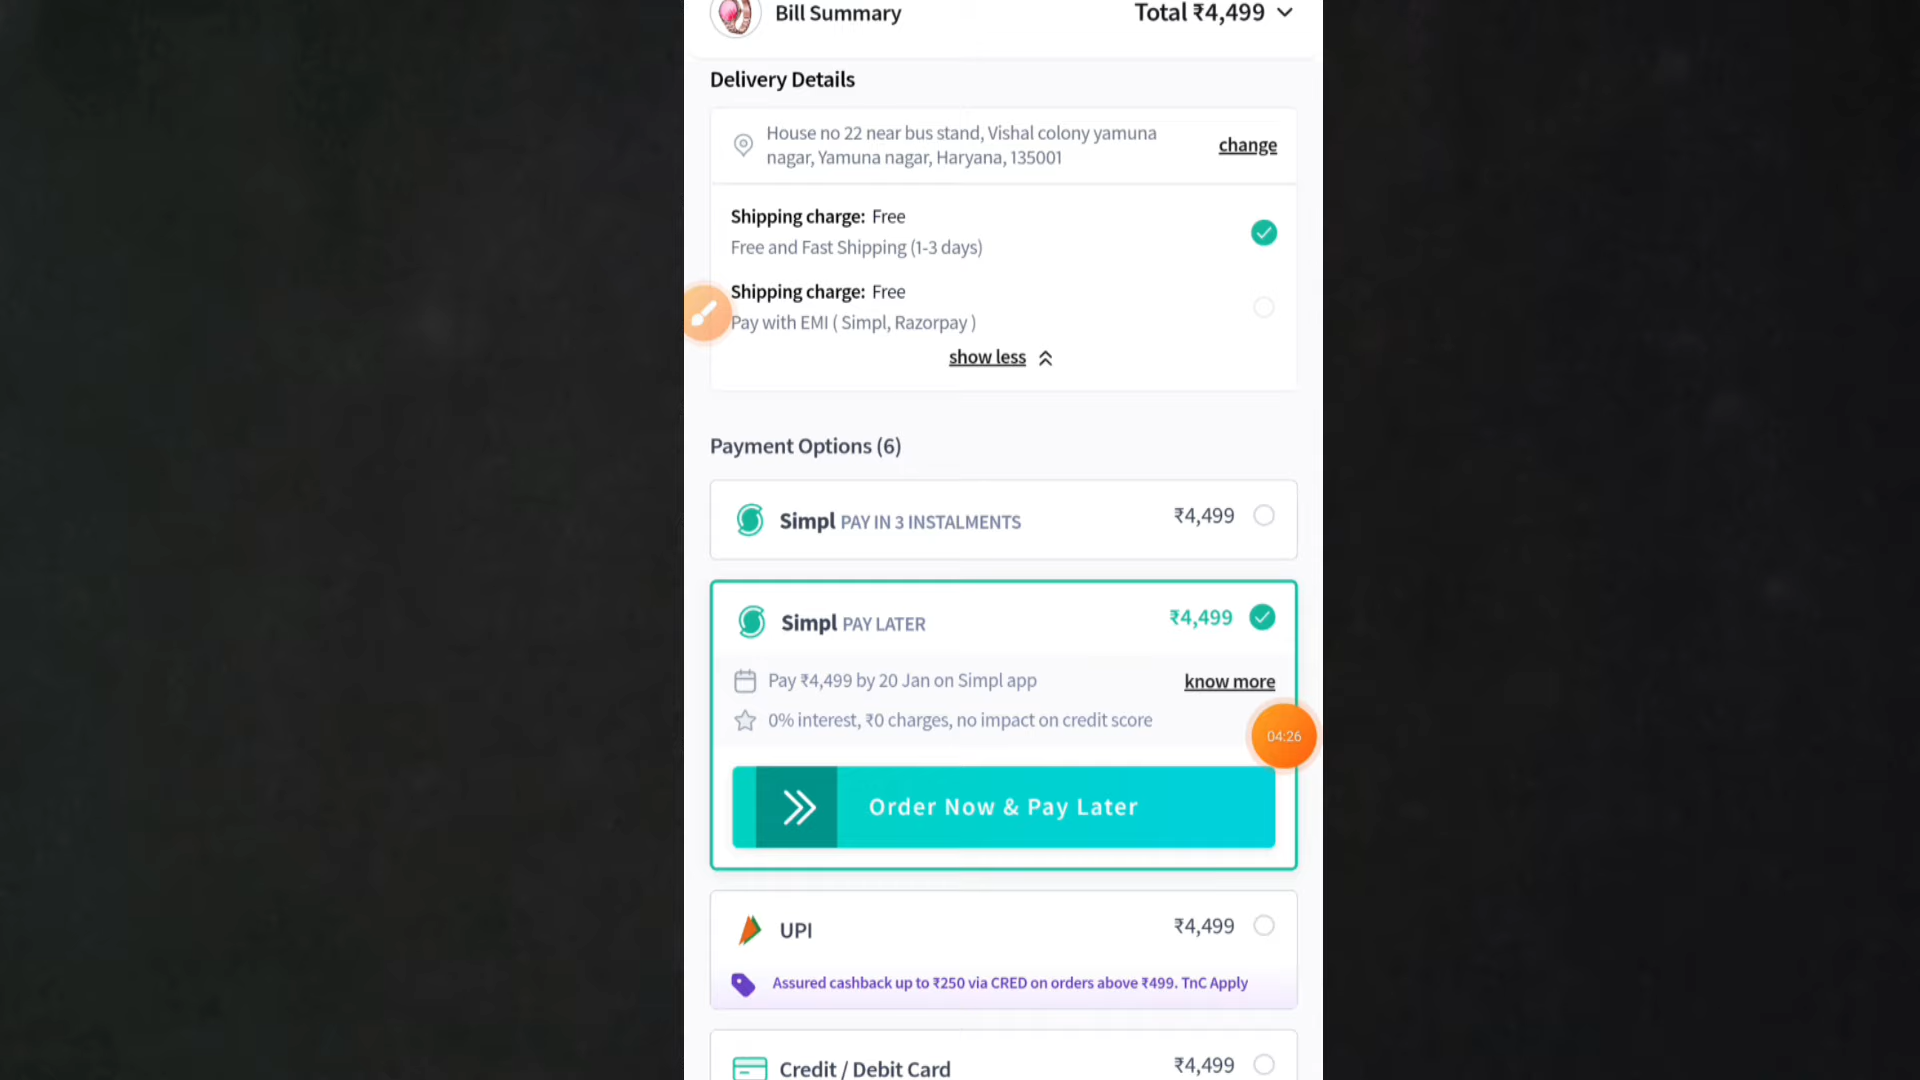 Bill Summary Total ₹4,499
Delivery Details
House no 22 near bus stand, Vishal colony yamuna
nagar, Yamuna nagar, Haryana, 135001
change
Shipping charge: Free
Free and Fast Shipping (1-3 days)
Shipping charge: Free
Pay with EMI ( Simpl, Razorpay )
show less
Payment Options (6)
Simpl PAY IN 3 INSTALMENTS ₹4,499
Simpl PAY LATER ₹4,499
Pay ₹4,499 by 20 Jan on Simpl app know more
0% interest, ₹0 charges, no impact on credit score
04:26
Order Now & Pay Later
UPI ₹4,499
Assured cashback up to ₹250 via CRED on orders above ₹499. TnC Apply
Credit / Debit Card ₹4,499